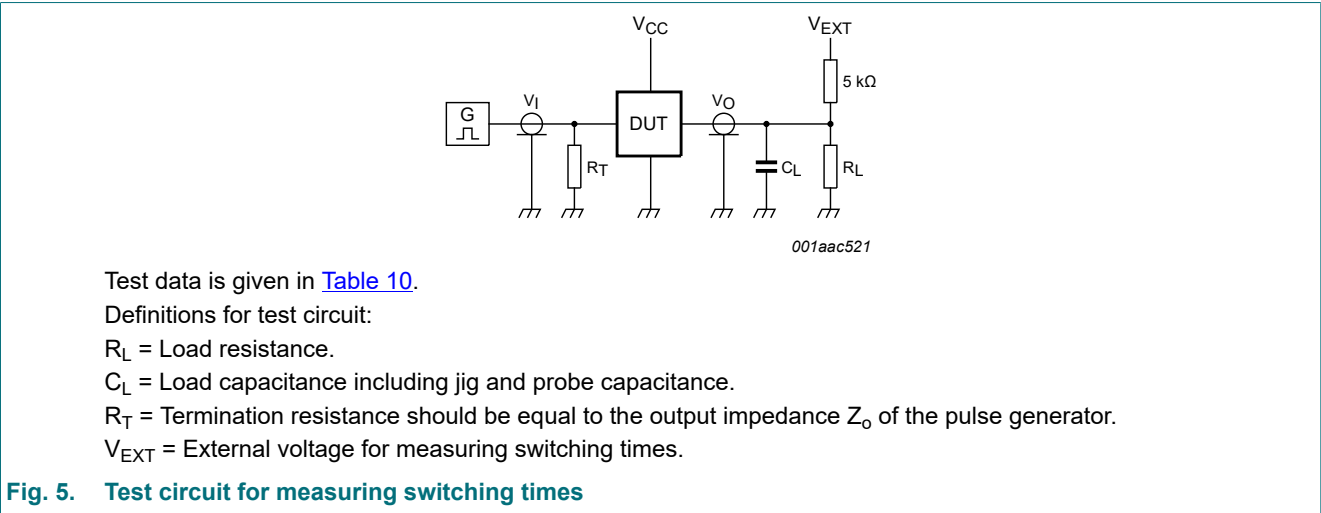 VCC
VEXT
5 kΩ
G
VI
DUT
VO
RT
CL
RL
001aac521
Test data is given in Table 10.
Definitions for test circuit:
RL = Load resistance.
CL = Load capacitance including jig and probe capacitance.
RT = Termination resistance should be equal to the output impedance Zo of the pulse generator.
VEXT = External voltage for measuring switching times.
Fig. 5. Test circuit for measuring switching times